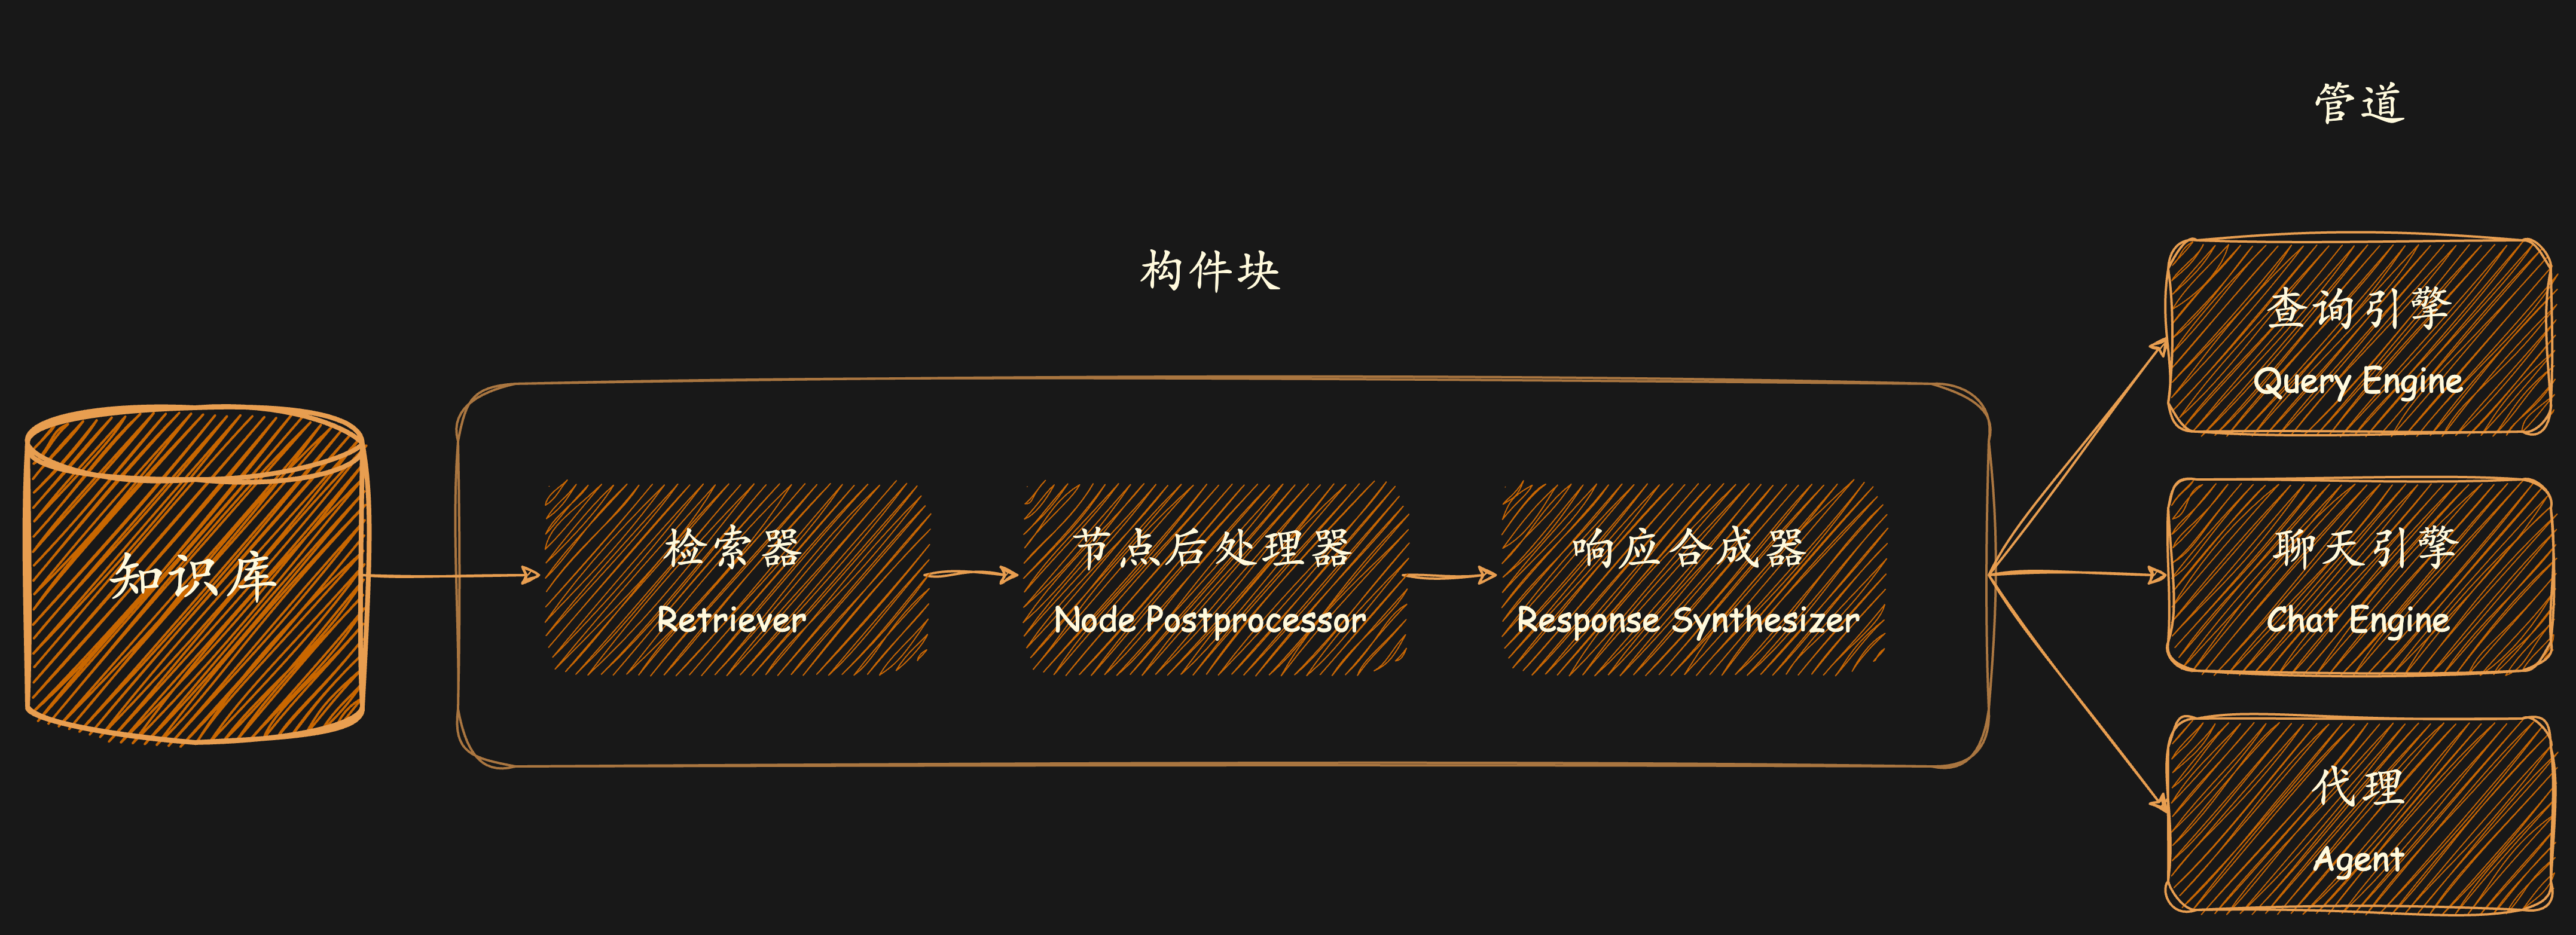 管道
构件块
知识库
检索器
Retriever
节点后处理器
Node Postprocessor
响应合成器
Response Synthesizer
查询引擎
Query Engine
聊天引擎
Chat Engine
代理
Agent